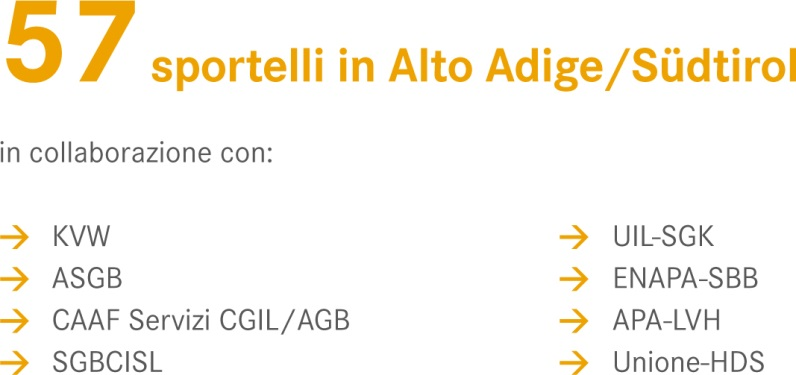 57 sportelli in Alto Adige/Südtirol
in collaborazione con:
→ KVW
→ ASGB
→ CAAF Servizi CGIL/AGB
→ SGBCISL
→ UIL-SGK
→ ENAPA-SBB
→ APA-LVH
→ Unione-HDS